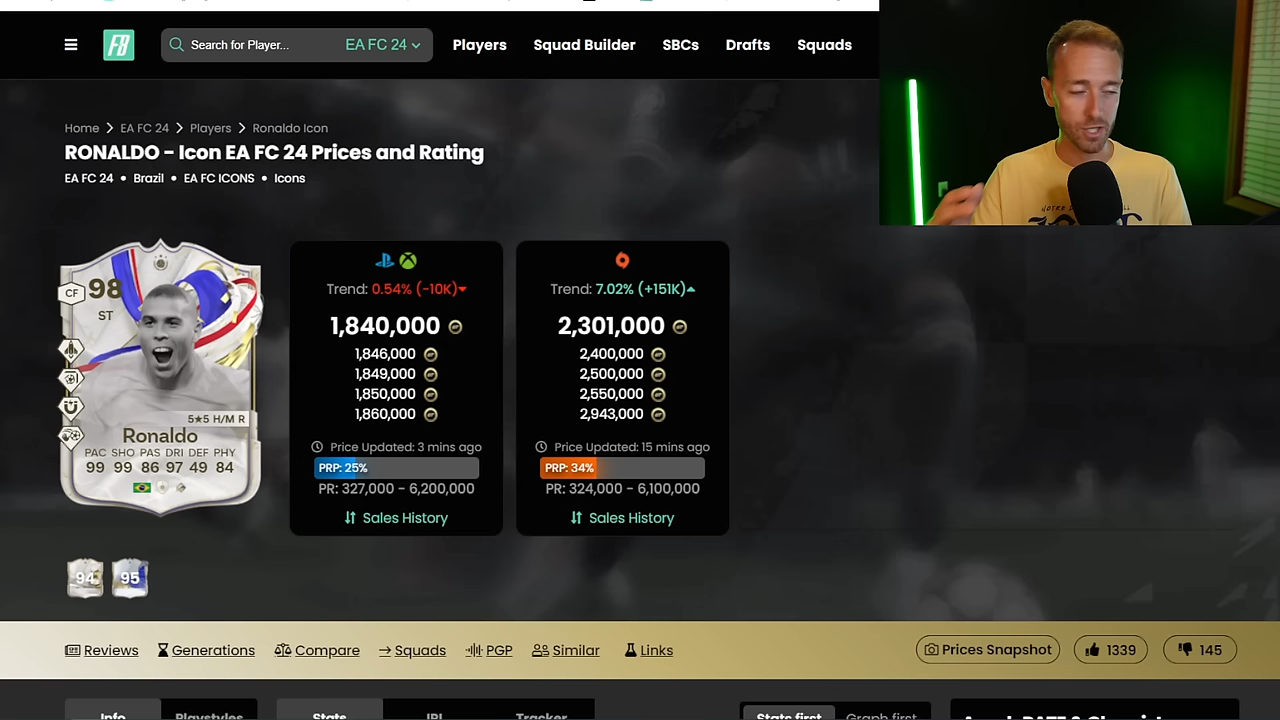 FB
Search for Player...
EA FC 24
Players
Squad Builder
SBCs
Drafts
Squads
Home > EA FC 24 > Players > Ronaldo Icon
RONALDO - Icon EA FC 24 Prices and Rating
EA FC 24 • Brazil • EA FC ICONS • Icons
98
CF
ST
5★5 H/M R
Ronaldo
PAC SHO PAS DRI DEF PHY
99 99 86 97 49 84
Trend: 0.54% (-10K)
1,840,000
1,846,000
1,849,000
1,850,000
1,860,000
Price Updated: 3 mins ago
PRP: 25%
PR: 327,000 - 6,200,000
Sales History
Trend: 7.02% (+151K)
2,301,000
2,400,000
2,500,000
2,550,000
2,943,000
Price Updated: 15 mins ago
PRP: 34%
PR: 324,000 - 6,100,000
Sales History
94
95
Reviews
Generations
Compare
Squads
PGP
Similar
Links
Prices Snapshot
1339
145
Info
Playstyles
Stats
Tracker
Stats first
Graph first